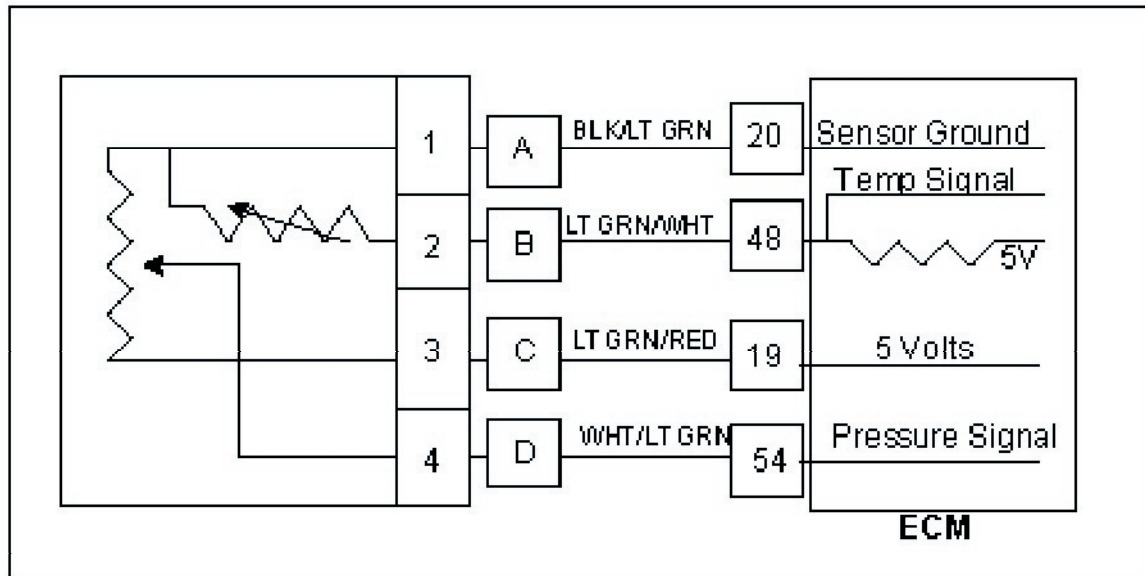 1 A BLK/LT GRN 20 Sensor Ground
Temp Signal
2 B LT GRN/WHT 48
5V
3 C LT GRN/RED 19 5 Volts
4 D WHT/LT GRN 54 Pressure Signal
ECM